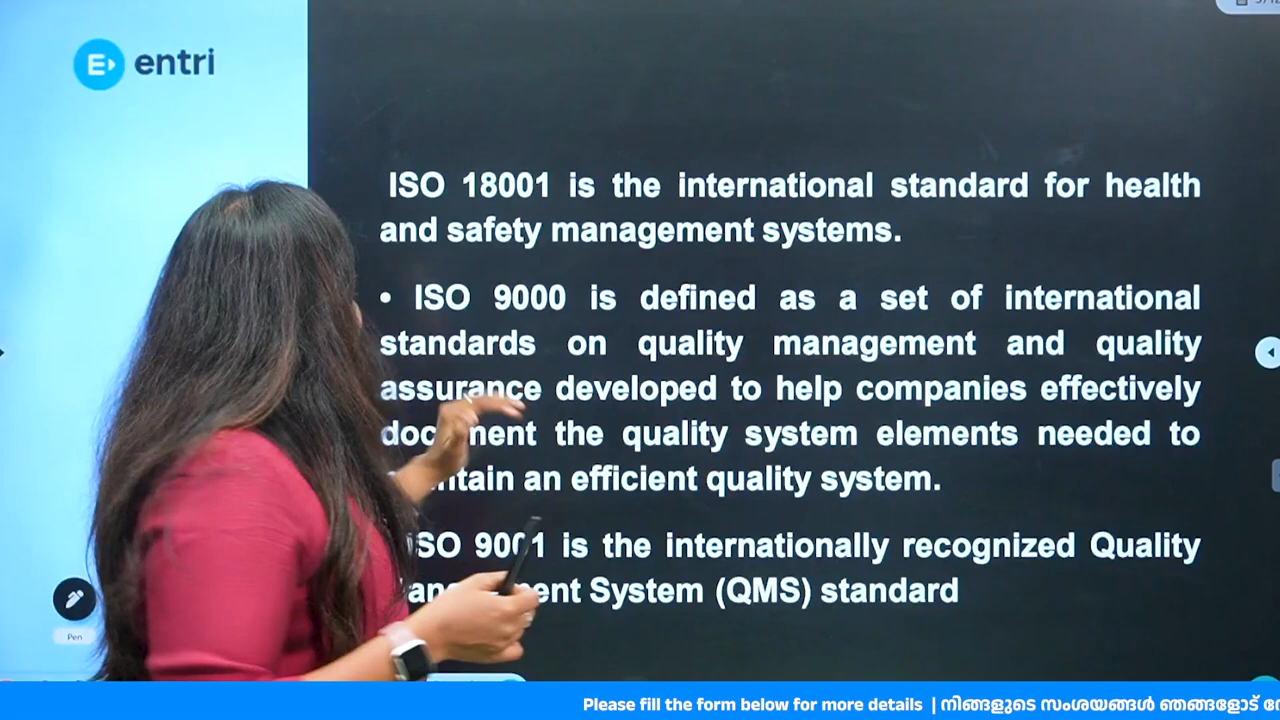 entri
ISO 18001 is the international standard for health
and safety management systems.
• ISO 9000 is defined as a set of international
standards on quality management and quality
assurance developed to help companies effectively
the quality system elements needed to
an efficient quality system.
ISO 9001 is the internationally recognized Quality
System (QMS) standard
Pen
Please fill the form below for more details | നിങ്ങളുടെ സംശയങ്ങൾ ഞങ്ങളോട്